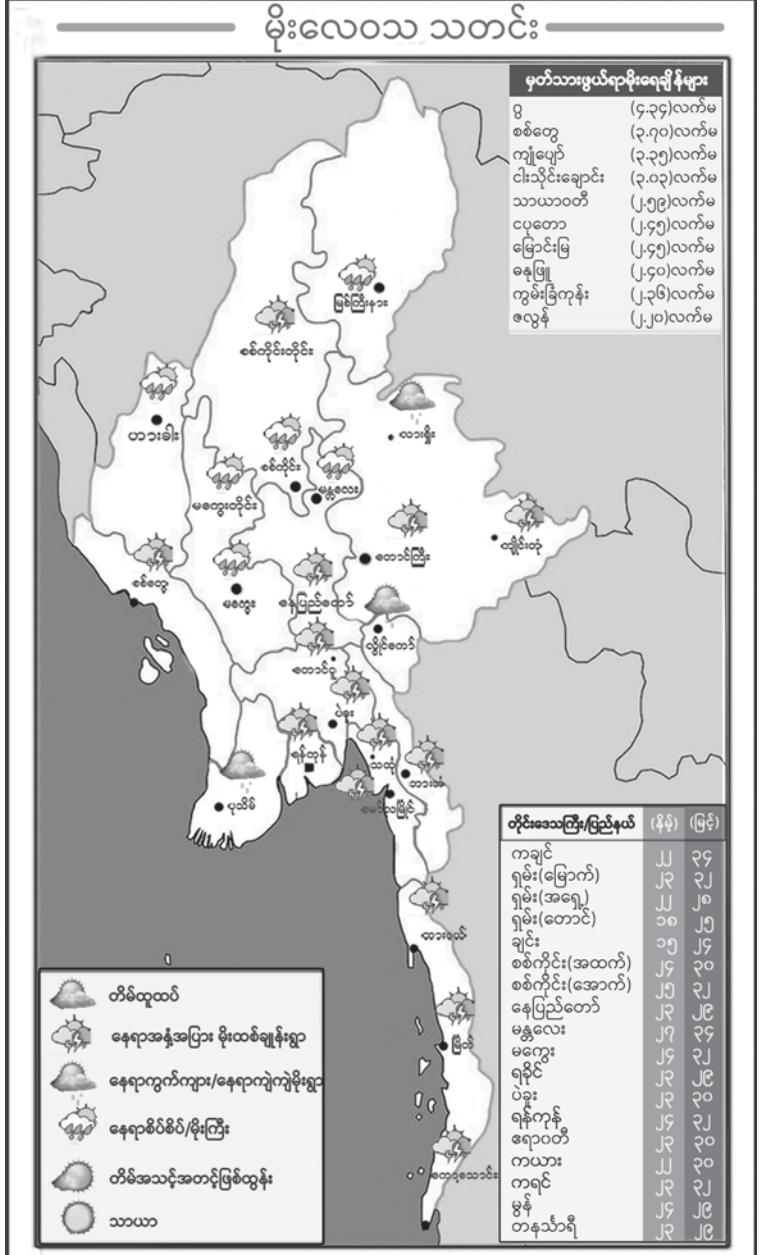 မိုးလေဝသ သတင်း
မှတ်သားဖွယ်ရာမိုးရေချိန်များ
ဂွ (၄.၃၄)လက်မ
စစ်တွေ (၃.၇၀)လက်မ
ကျုံပျော် (၃.၃၅)လက်မ
ငါးသိုင်းချောင်း (၃.၀၃)လက်မ
သာယာဝတီ (၂.၅၉)လက်မ
ငပုတော (၂.၄၅)လက်မ
မြောင်းမြ (၂.၄၅)လက်မ
ဓနုဖြူ (၂.၄၀)လက်မ
ကွမ်းခြံကုန်း (၂.၃၆)လက်မ
ဇလွန် (၂.၂၀)လက်မ
မြစ်ကြီးနား
စစ်ကိုင်းတိုင်း
လားရှိုး
ဟားခါး
စစ်ကိုင်း
မန္တလေး
မကွေးတိုင်း
ကျိုင်းတုံ
တောင်ကြီး
စစ်တွေ
မကွေး
နေပြည်တော်
လွိုင်ကော်
တောင်ငူ
ပဲခူး
ရန်ကုန်
သထုံ
ဘားအံ
ပုသိမ်
မော်လမြိုင်
ထားဝယ်
မြိတ်
ကော့သောင်း
တိုင်းဒေသကြီး/ပြည်နယ် (နိမ့်) (မြင့်)
ကချင် ၂၂ ၃၄
ရှမ်း(မြောက်) ၂၃ ၃၂
ရှမ်း(အရှေ့) ၂၂ ၂၈
ရှမ်း(တောင်) ၁၈ ၂၅
ချင်း ၁၅ ၂၄
စစ်ကိုင်း(အထက်) ၂၄ ၃၀
စစ်ကိုင်း(အောက်) ၂၅ ၃၂
နေပြည်တော် ၂၃ ၂၉
မန္တလေး ၂၇ ၃၄
မကွေး ၂၄ ၃၂
ရခိုင် ၂၃ ၂၉
ပဲခူး ၂၃ ၃၀
ရန်ကုန် ၂၄ ၃၂
ဧရာဝတီ ၂၃ ၃၀
ကယား ၂၂ ၃၀
ကရင် ၂၃ ၃၂
မွန် ၂၄ ၂၉
တနင်္သာရီ ၂၃ ၂၉
တိမ်ထူထပ်
နေရာအနှံ့အပြား မိုးထစ်ချုန်းရွာ
နေရာကွက်ကျား/နေရာကျဲကျဲမိုးရွာ
နေရာစိပ်စိပ်/မိုးကြီး
တိမ်အသင့်အတင့်ဖြစ်ထွန်း
သာယာ